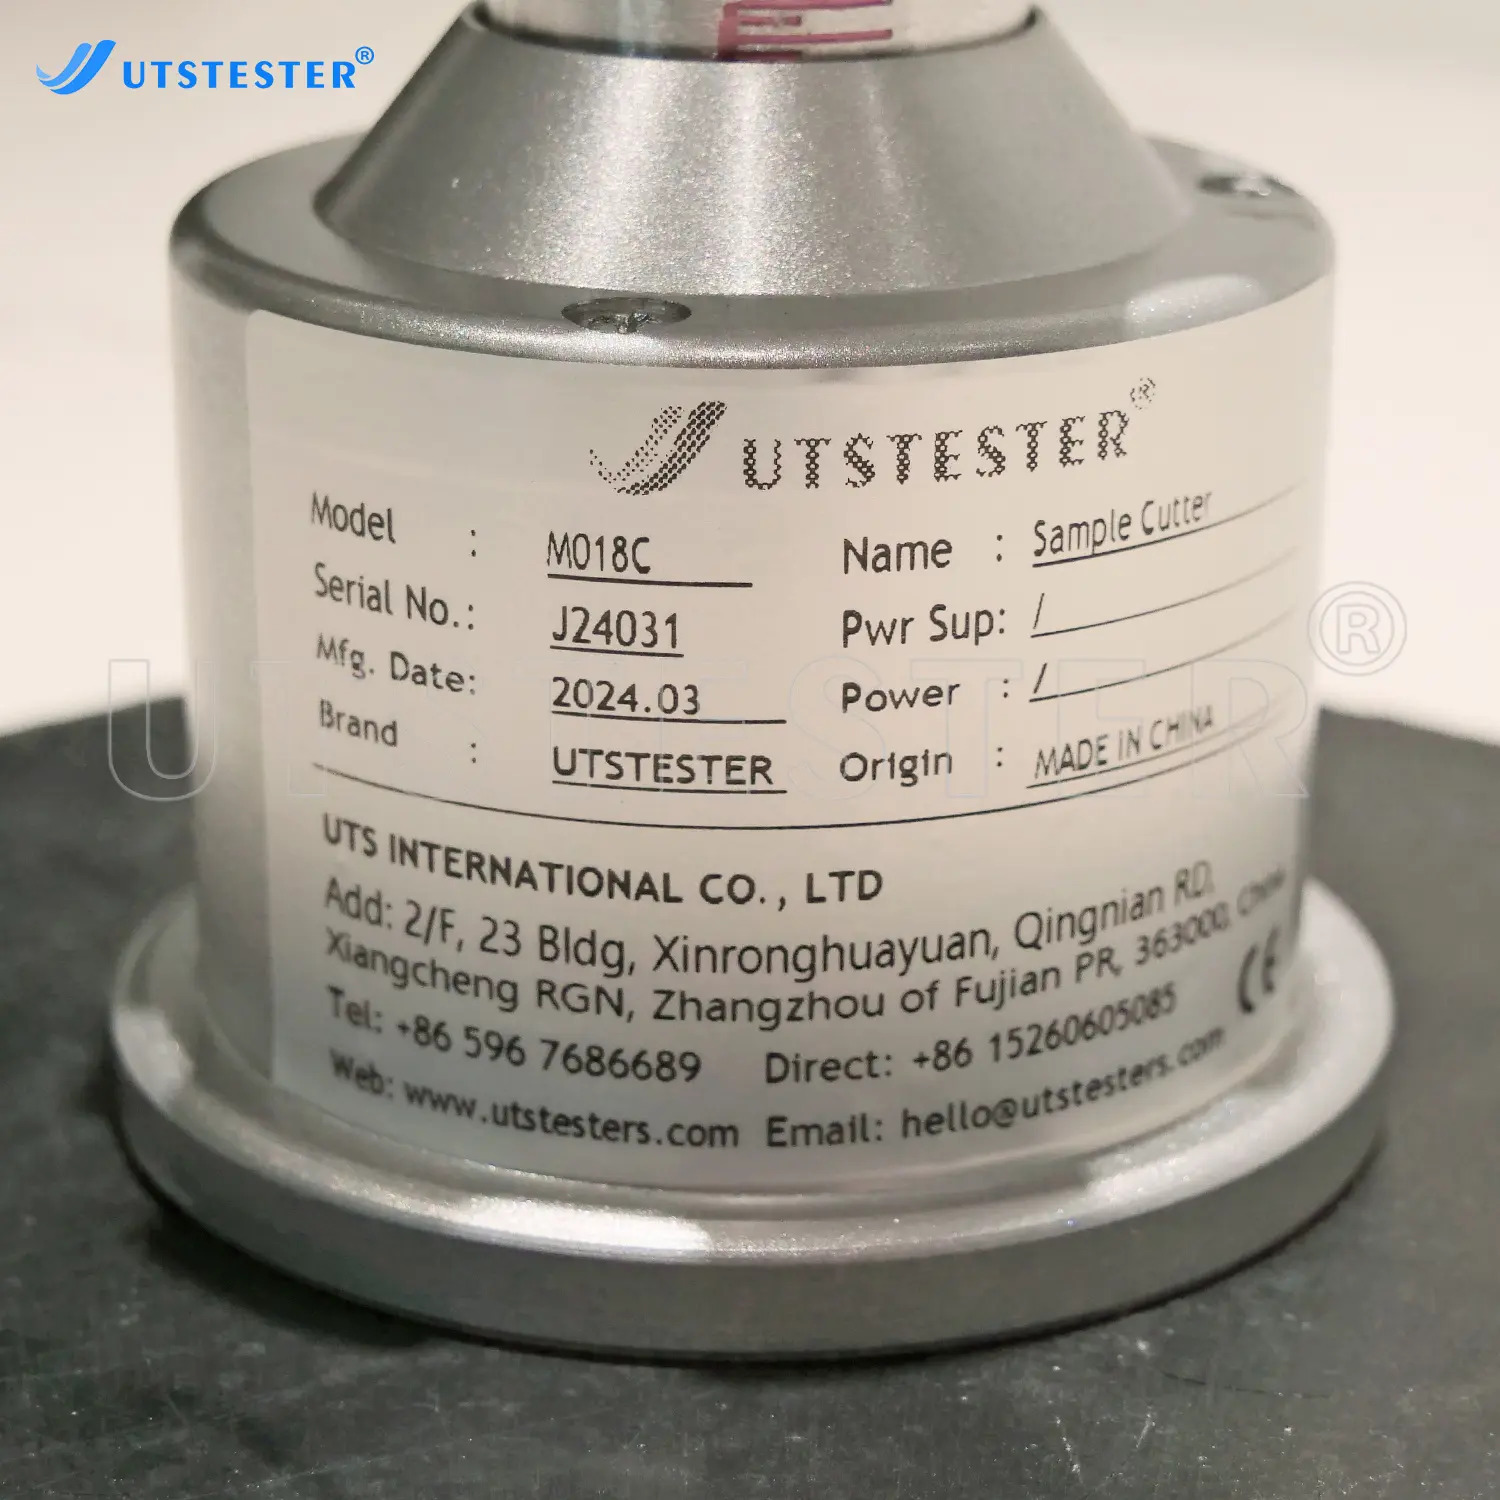 UTSTESTER®
UTSTESTER®
Model : M018C Name : Sample Cutter
Serial No.: J24031 Pwr Sup: /
Mfg. Date: 2024.03 Power : /
Brand : UTSTESTER Origin : MADE IN CHINA
UTS INTERNATIONAL CO., LTD
Add: 2/F, 23 Bldg, Xinronghuayuan, Qingnian RD,
Xiangcheng RGN, Zhangzhou of Fujian PR, 363000, China
Tel: +86 596 7686689 Direct: +86 15260605085 CE
Web: www.utstesters.com Email: hello@utstesters.com
UTSTESTER®